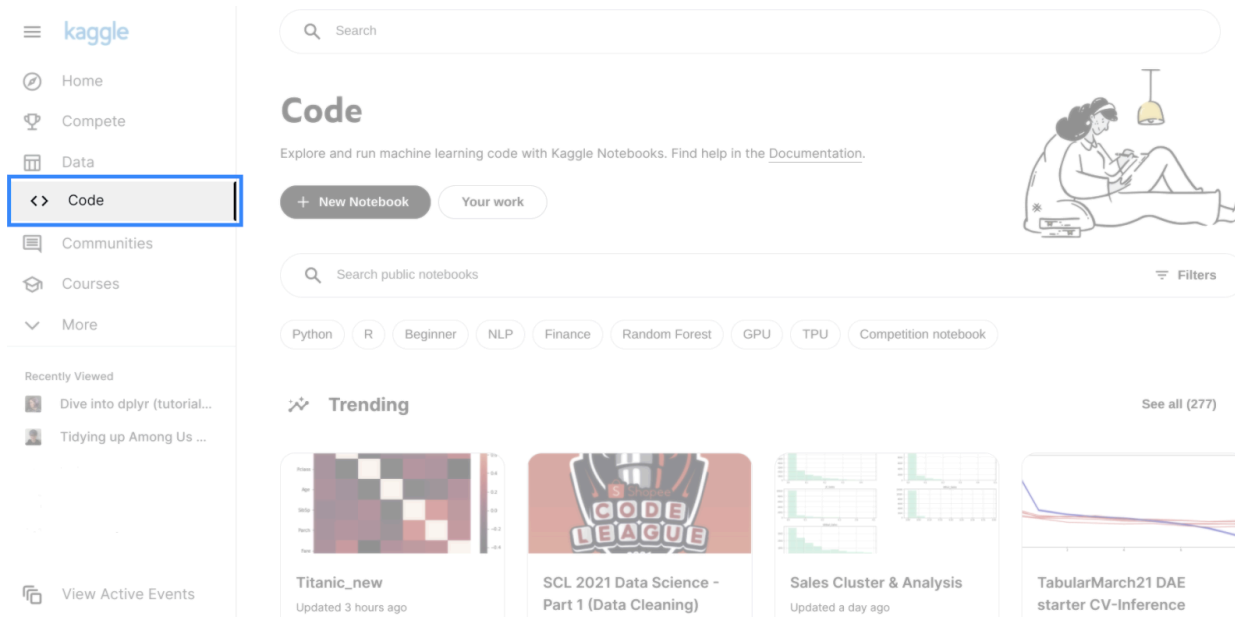 kaggle
Search
Home
Compete
Data
Code
Communities
Courses
More
Recently Viewed
Dive into dplyr (tutorial...
Tidying up Among Us ...
View Active Events
Code
Explore and run machine learning code with Kaggle Notebooks. Find help in the Documentation.
+ New Notebook
Your work
Search public notebooks
Filters
Python
R
Beginner
NLP
Finance
Random Forest
GPU
TPU
Competition notebook
Trending
See all (277)
Shopee
CODE
LEAGUE
Titanic_new
Updated 3 hours ago
SCL 2021 Data Science -
Part 1 (Data Cleaning)
Sales Cluster & Analysis
Updated a day ago
TabularMarch21 DAE
starter CV-Inference